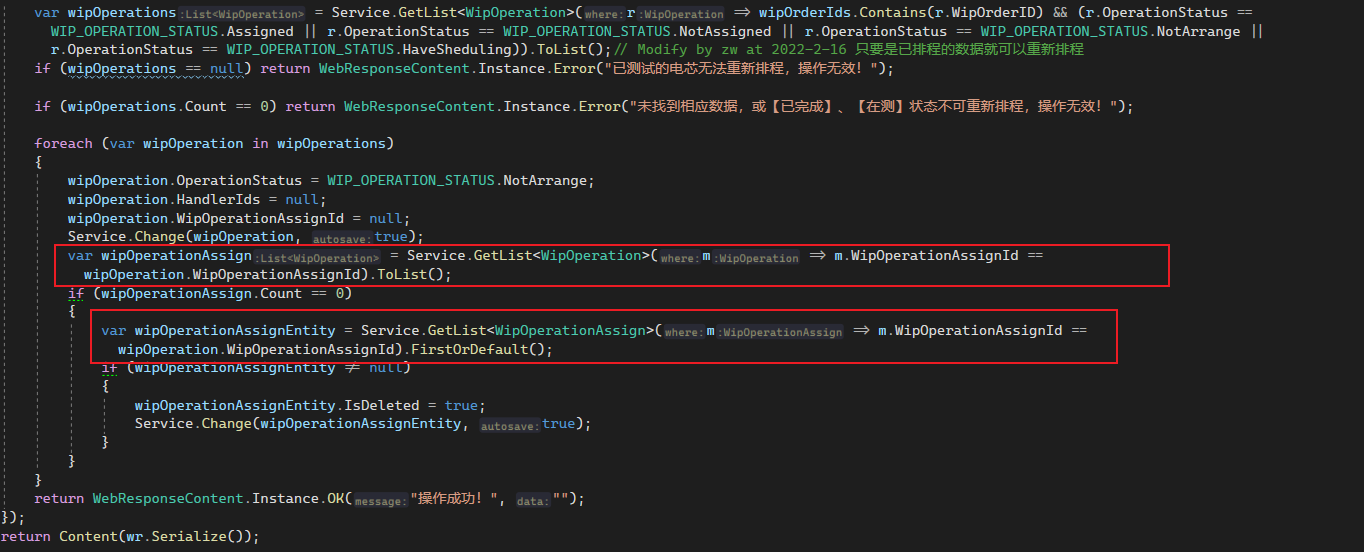 var wipOperations:List<WipOperation> = Service.GetList<WipOperation>(where:r:WipOperation => wipOrderIds.Contains(r.WipOrderID) && (r.OperationStatus ==
WIP_OPERATION_STATUS.Assigned || r.OperationStatus == WIP_OPERATION_STATUS.NotAssigned || r.OperationStatus == WIP_OPERATION_STATUS.NotArrange ||
r.OperationStatus == WIP_OPERATION_STATUS.HaveSheduling)).ToList();// Modify by zw at 2022-2-16 只要是已排程的数据就可以重新排程
if (wipOperations == null) return WebResponseContent.Instance.Error("已测试的电芯无法重新排程，操作无效！");
if (wipOperations.Count == 0) return WebResponseContent.Instance.Error("未找到相应数据，或【已完成】、【在测】状态不可重新排程，操作无效！");
foreach (var wipOperation in wipOperations)
{
wipOperation.OperationStatus = WIP_OPERATION_STATUS.NotArrange;
wipOperation.HandlerIds = null;
wipOperation.WipOperationAssignId = null;
Service.Change(wipOperation, autosave:true);
var wipOperationAssign:List<WipOperation> = Service.GetList<WipOperation>(where:m:WipOperation => m.WipOperationAssignId ==
wipOperation.WipOperationAssignId).ToList();
if (wipOperationAssign.Count == 0)
{
var wipOperationAssignEntity = Service.GetList<WipOperationAssign>(where:m:WipOperationAssign => m.WipOperationAssignId ==
wipOperation.WipOperationAssignId).FirstOrDefault();
if (wipOperationAssignEntity != null)
{
wipOperationAssignEntity.IsDeleted = true;
Service.Change(wipOperationAssignEntity, autosave:true);
}
}
}
return WebResponseContent.Instance.OK(message:"操作成功！", data:"");
});
return Content(wr.Serialize());